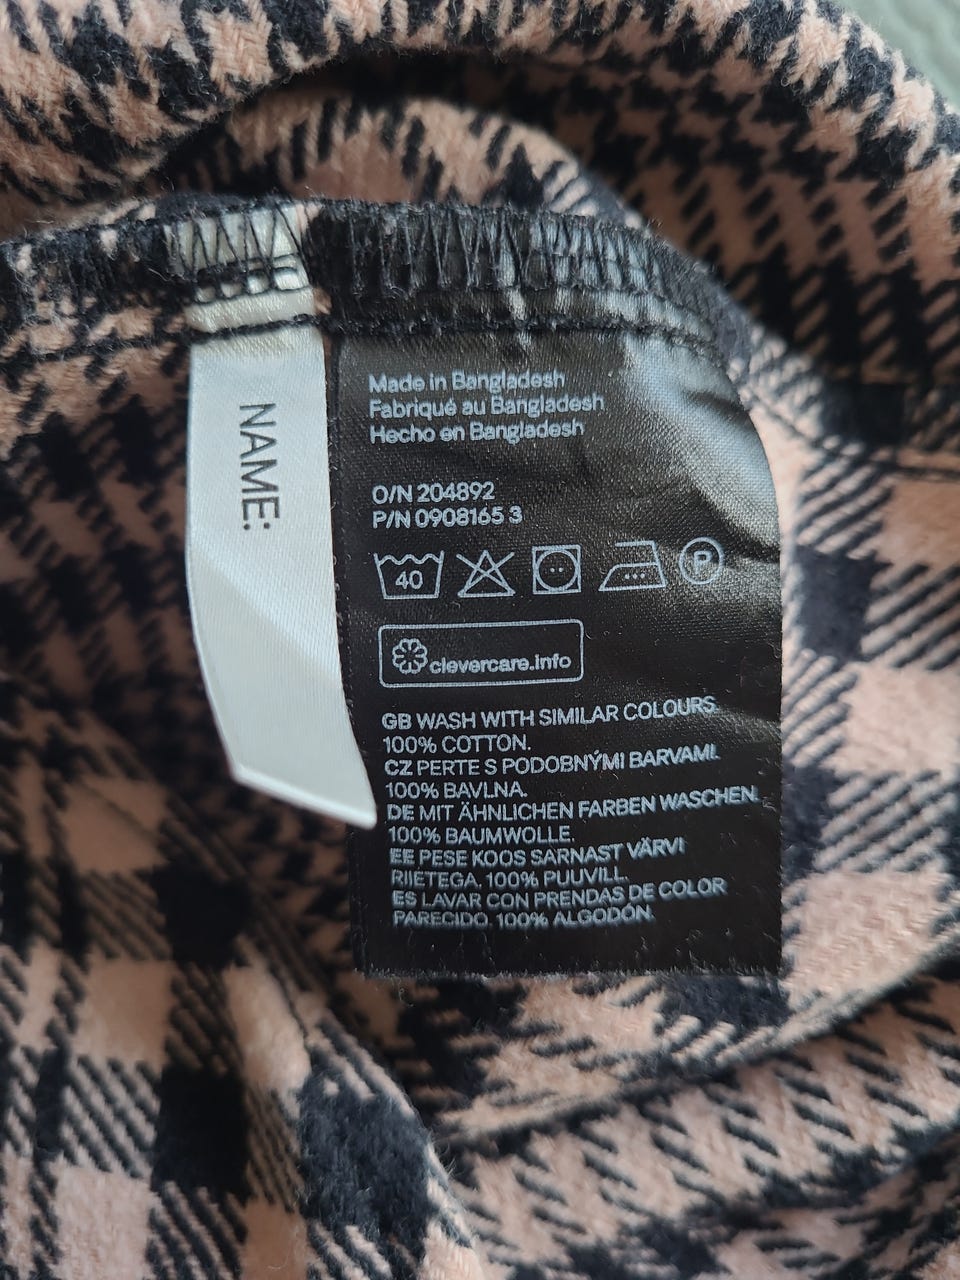 NAME:
Made in Bangladesh
Fabriqué au Bangladesh
Hecho en Bangladesh
O/N 204892
P/N 0908165 3
40
P
clevercare.info
GB WASH WITH SIMILAR COLOURS.
100% COTTON.
CZ PERTE S PODOBNÝMI BARVAMI.
100% BAVLNA.
DE MIT ÄHNLICHEN FARBEN WASCHEN.
100% BAUMWOLLE.
EE PESE KOOS SARNAST VÄRVI
RIIETEGA. 100% PUUVILL.
ES LAVAR CON PRENDAS DE COLOR
PARECIDO. 100% ALGODÓN.